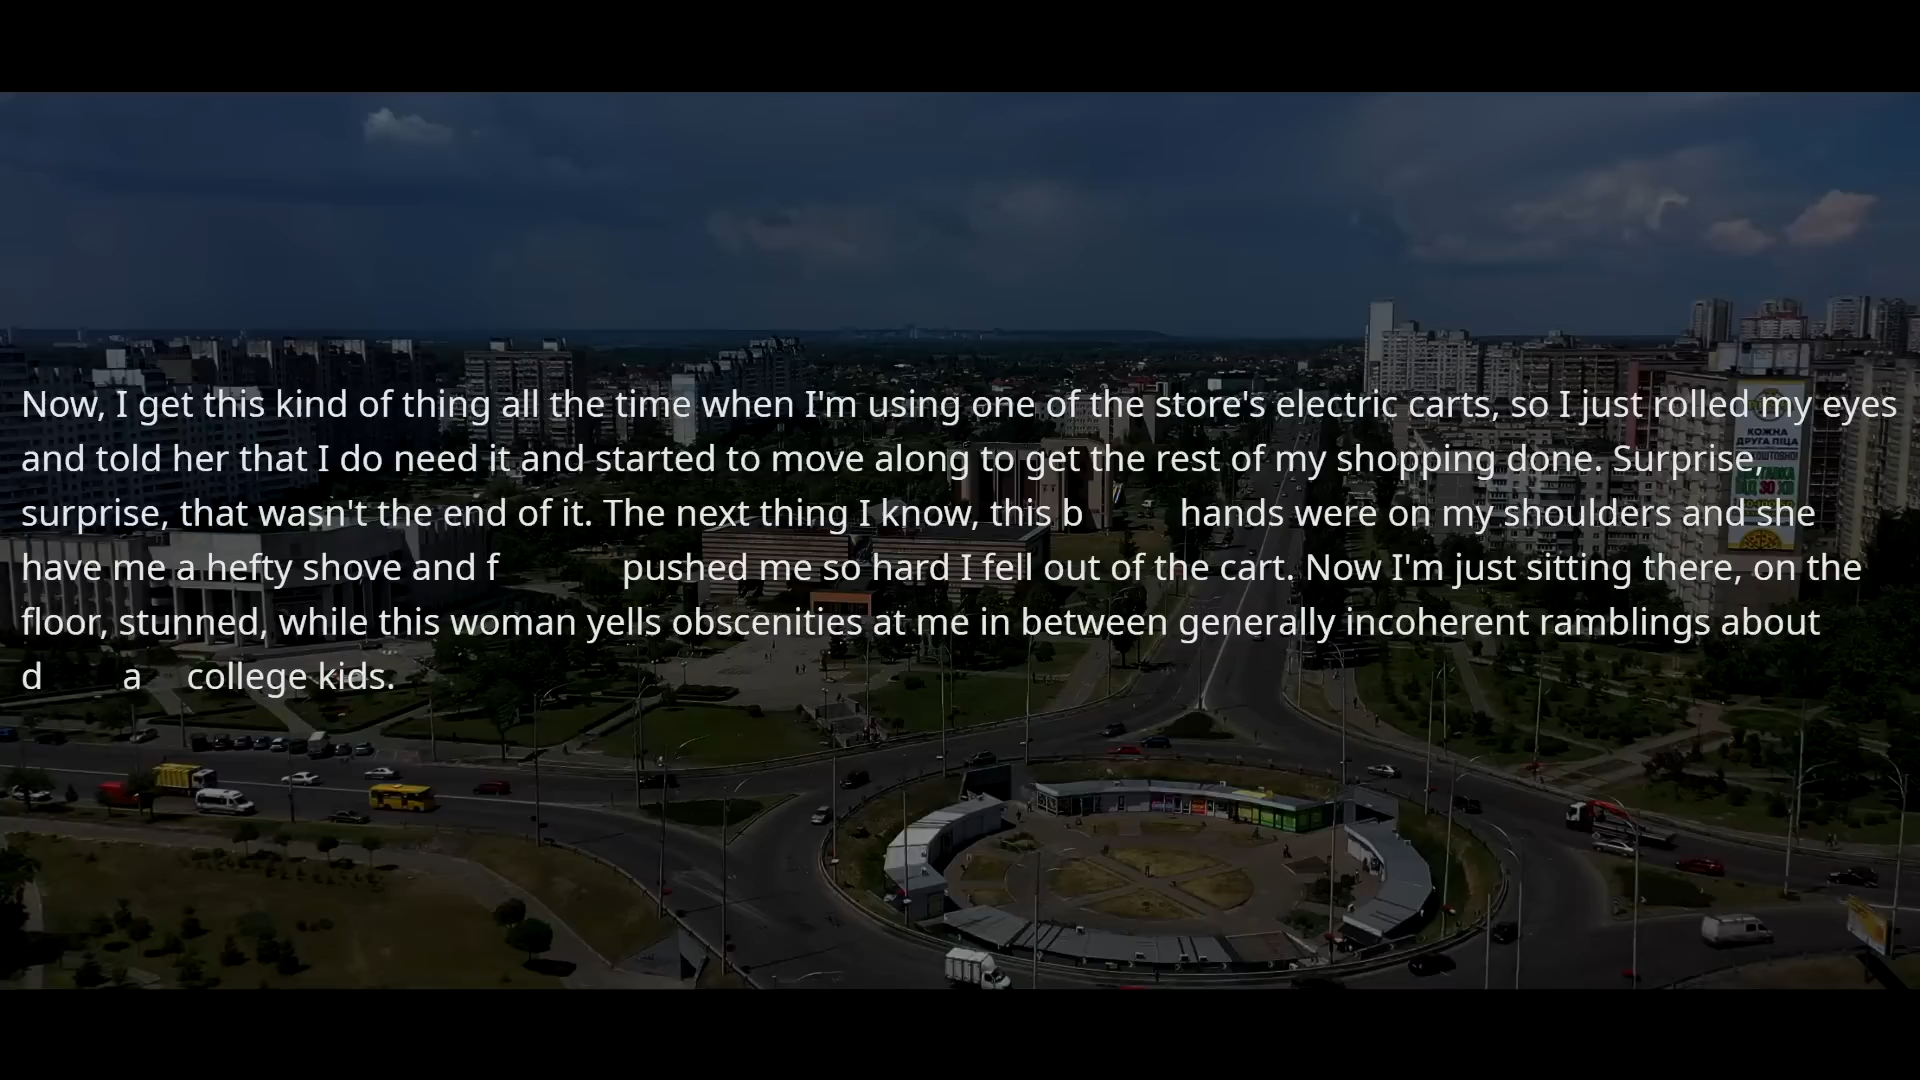 Now, I get this kind of thing all the time when I'm using one of the store's electric carts, so I just rolled my eyes
and told her that I do need it and started to move along to get the rest of my shopping done. Surprise,
surprise, that wasn't the end of it. The next thing I know, this b hands were on my shoulders and she
have me a hefty shove and f pushed me so hard I fell out of the cart. Now I'm just sitting there, on the
floor, stunned, while this woman yells obscenities at me in between generally incoherent ramblings about
d a college kids.
КОЖНА
ДРУГА ПІЦА